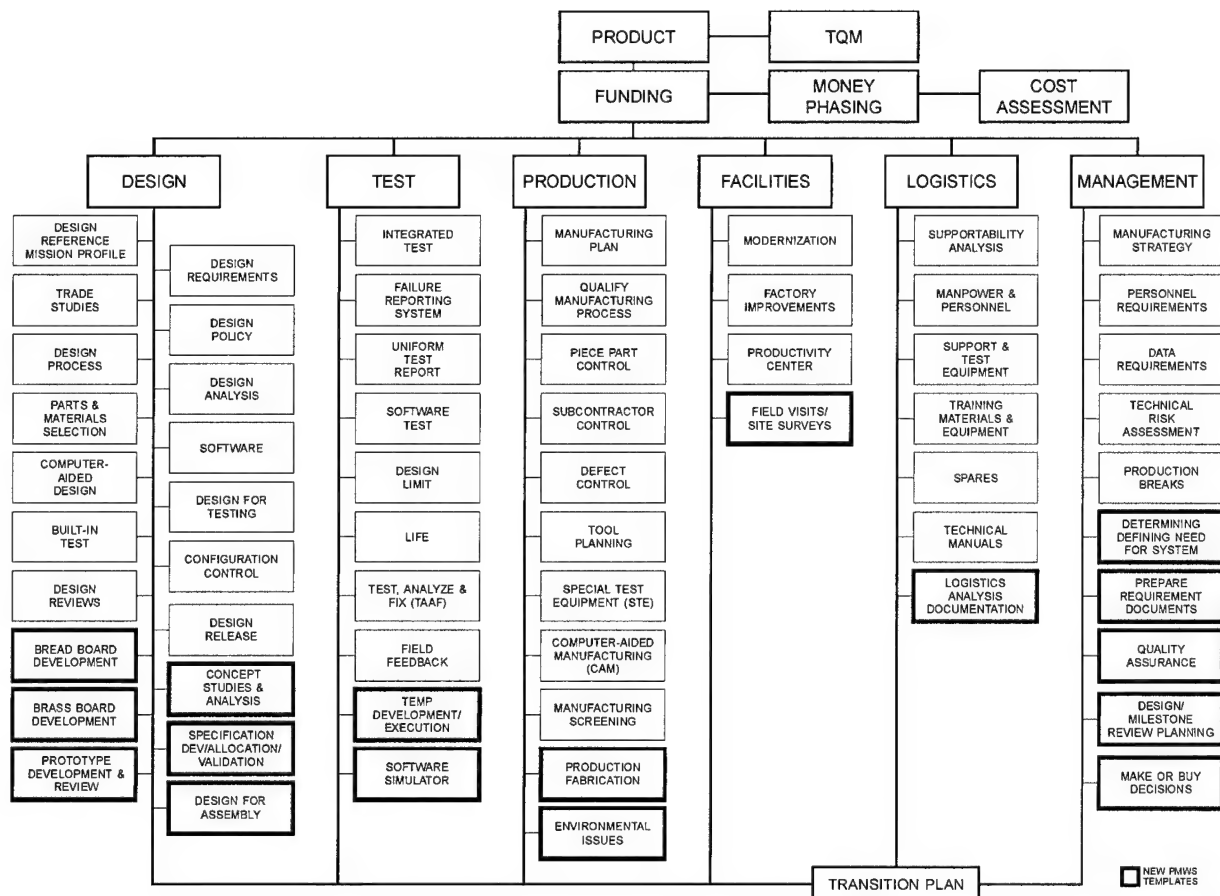 PRODUCT
TQM
FUNDING
MONEY
PHASING
COST
ASSESSMENT
DESIGN
TEST
PRODUCTION
FACILITIES
LOGISTICS
MANAGEMENT
DESIGN
REFERENCE
MISSION PROFILE
TRADE
STUDIES
DESIGN
PROCESS
PARTS &
MATERIALS
SELECTION
COMPUTER-
AIDED
DESIGN
BUILT-IN
TEST
DESIGN
REVIEWS
BREAD BOARD
DEVELOPMENT
BRASS BOARD
DEVELOPMENT
PROTOTYPE
DEVELOPMENT &
REVIEW
DESIGN
REQUIREMENTS
DESIGN
POLICY
DESIGN
ANALYSIS
SOFTWARE
DESIGN FOR
TESTING
CONFIGURATION
CONTROL
DESIGN
RELEASE
CONCEPT
STUDIES &
ANALYSIS
SPECIFICATION
DEV/ALLOCATION/
VALIDATION
DESIGN FOR
ASSEMBLY
INTEGRATED
TEST
FAILURE
REPORTING
SYSTEM
UNIFORM
TEST
REPORT
SOFTWARE
TEST
DESIGN
LIMIT
LIFE
TEST, ANALYZE &
FIX (TAAF)
FIELD
FEEDBACK
TEMP
DEVELOPMENT/
EXECUTION
SOFTWARE
SIMULATOR
MANUFACTURING
PLAN
QUALIFY
MANUFACTURING
PROCESS
PIECE PART
CONTROL
SUBCONTRACTOR
CONTROL
DEFECT
CONTROL
TOOL
PLANNING
SPECIAL TEST
EQUIPMENT (STE)
COMPUTER-AIDED
MANUFACTURING
(CAM)
MANUFACTURING
SCREENING
PRODUCTION
FABRICATION
ENVIRONMENTAL
ISSUES
MODERNIZATION
FACTORY
IMPROVEMENTS
PRODUCTIVITY
CENTER
FIELD VISITS/
SITE SURVEYS
SUPPORTABILITY
ANALYSIS
MANPOWER &
PERSONNEL
SUPPORT &
TEST
EQUIPMENT
TRAINING
MATERIALS &
EQUIPMENT
SPARES
TECHNICAL
MANUALS
LOGISTICS
ANALYSIS
DOCUMENTATION
MANUFACTURING
STRATEGY
PERSONNEL
REQUIREMENTS
DATA
REQUIREMENTS
TECHNICAL
RISK
ASSESSMENT
PRODUCTION
BREAKS
DETERMINING
DEFINING NEED
FOR SYSTEM
PREPARE
REQUIREMENT
DOCUMENTS
QUALITY
ASSURANCE
DESIGN/
MILESTONE
REVIEW PLANNING
MAKE OR BUY
DECISIONS
TRANSITION PLAN
NEW PMWS
TEMPLATES